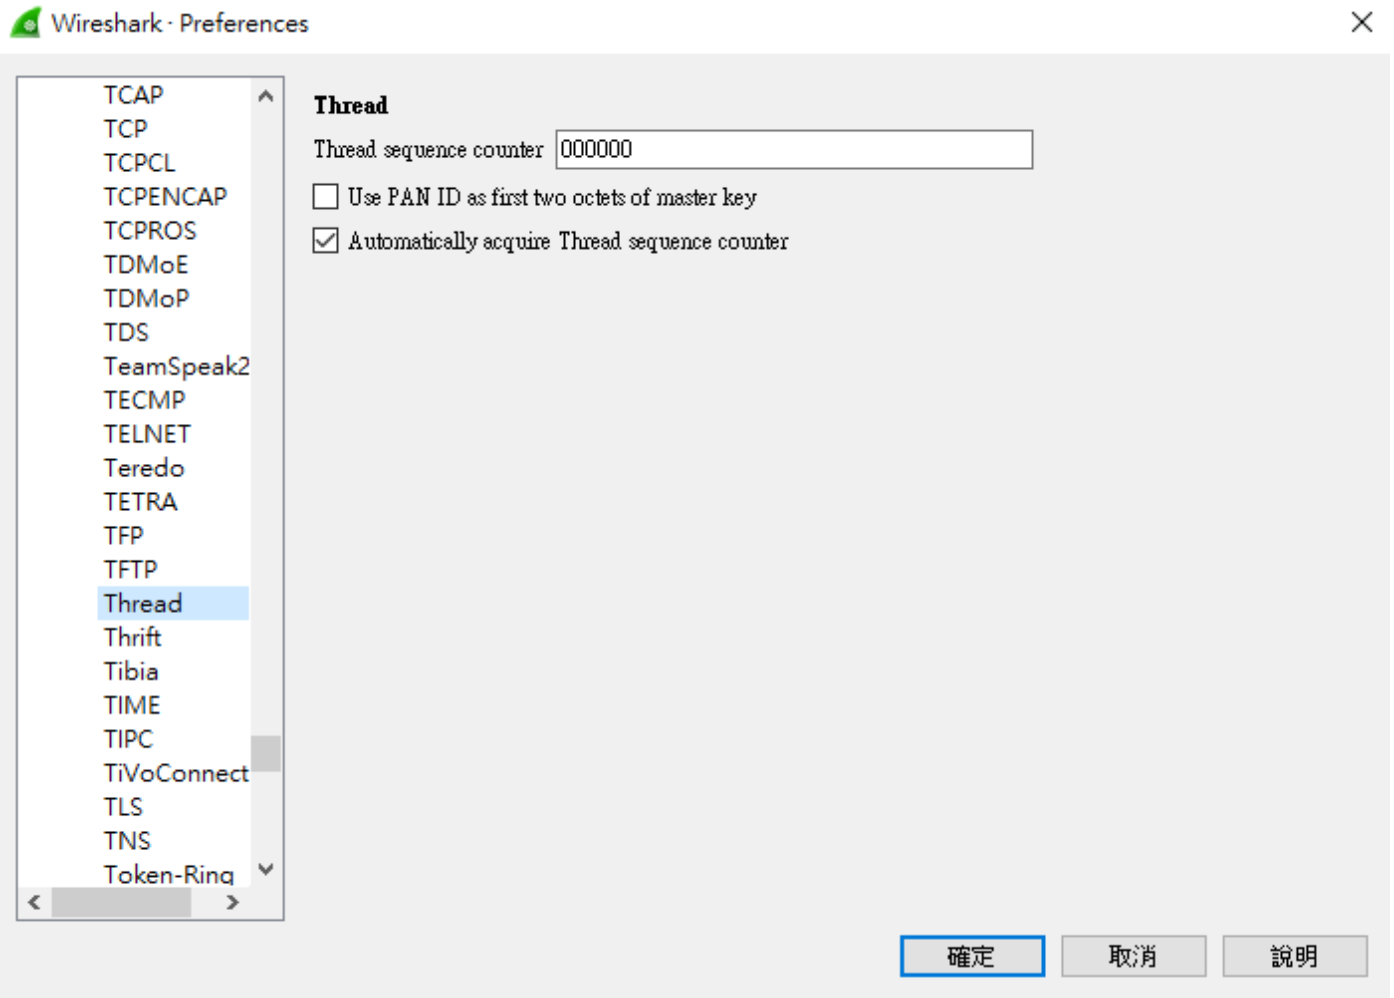 Wireshark · Preferences
TCAP
TCP
TCPCL
TCPENCAP
TCPROS
TDMoE
TDMoP
TDS
TeamSpeak2
TECMP
TELNET
Teredo
TETRA
TFP
TFTP
Thread
Thrift
Tibia
TIME
TIPC
TiVoConnect
TLS
TNS
Token-Ring
Thread
Thread sequence counter 000000
Use PAN ID as first two octets of master key
Automatically acquire Thread sequence counter
確定 取消 說明